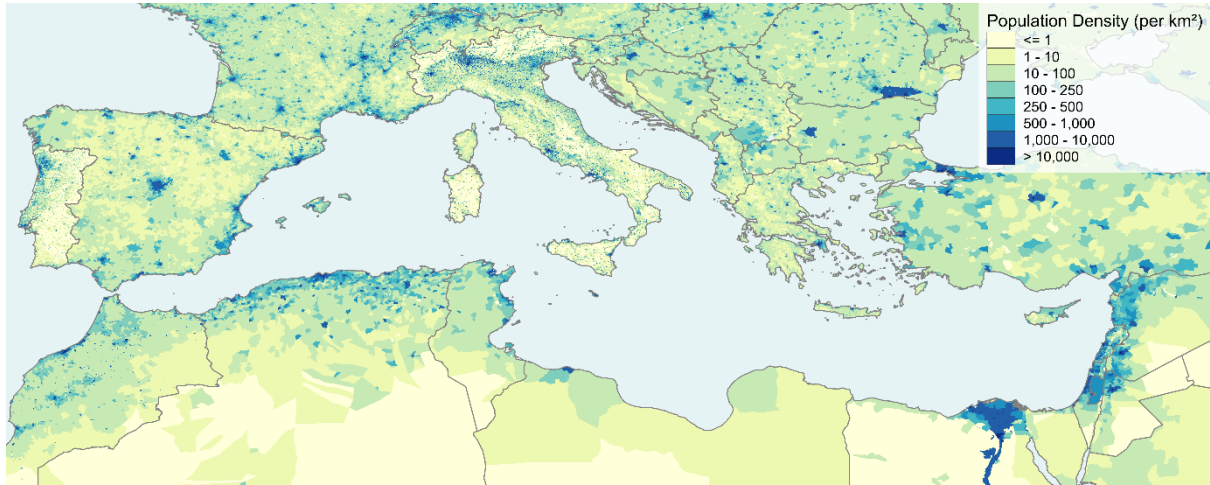 Population Density (per km²)
<= 1
1 - 10
10 - 100
100 - 250
250 - 500
500 - 1,000
1,000 - 10,000
> 10,000